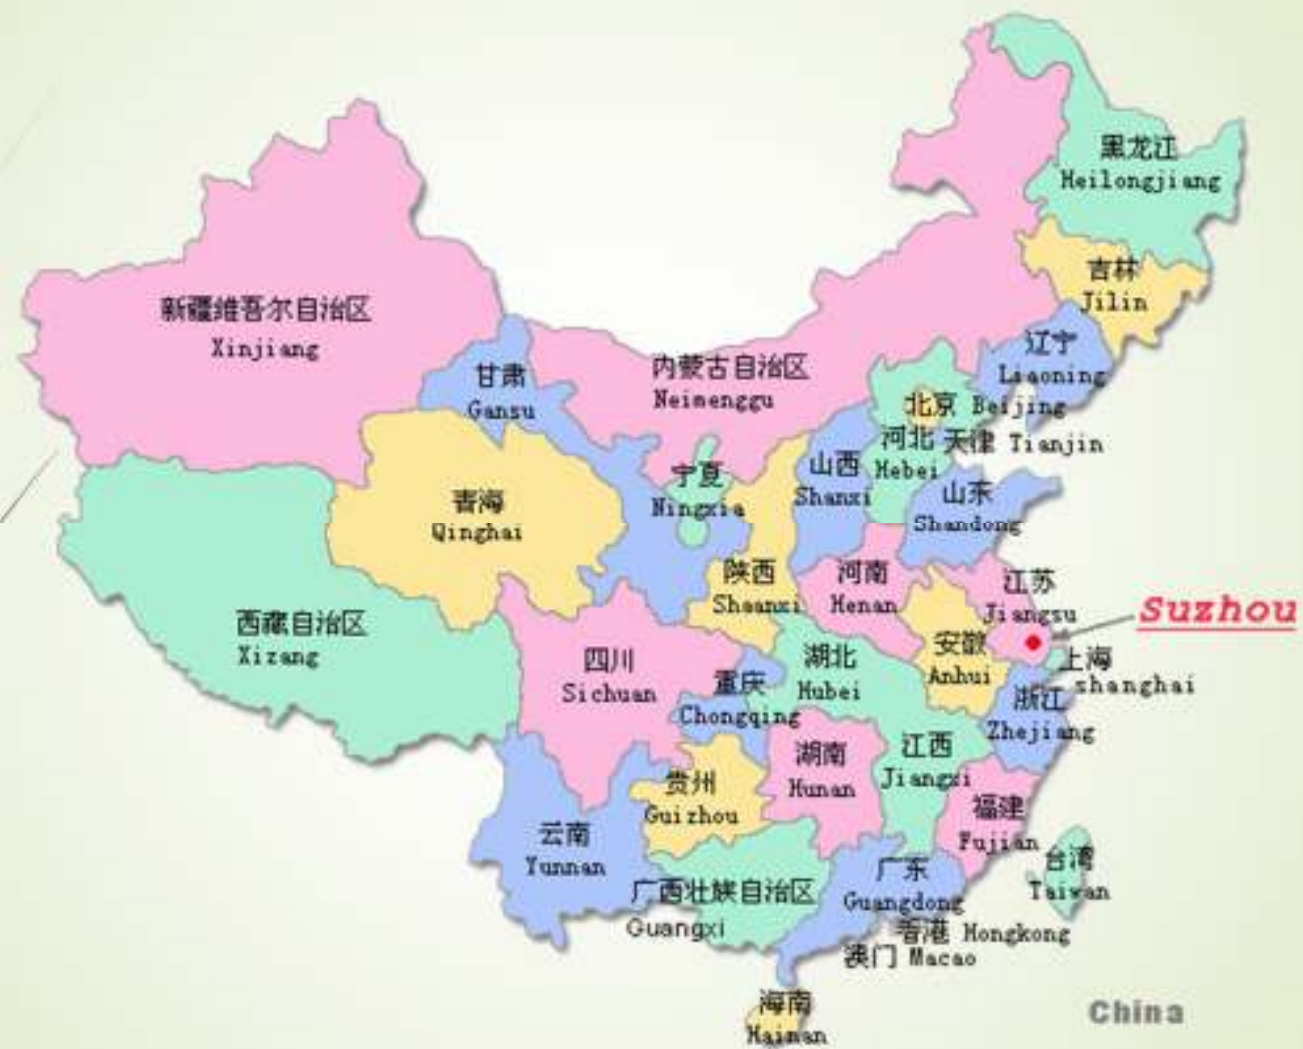 黑龙江
Heilongjiang
吉林
Jilin
新疆维吾尔自治区
Xinjiang
辽宁
Liaoning
内蒙古自治区
Neimenggu
甘肃
Gansu
北京 Beijing
河北
Hebei
天津 Tianjin
山西
Shanxi
宁夏
Ningxia
山东
Shandong
青海
Qinghai
陕西
Shaanxi
河南
Henan
江苏
Jiangsu
Suzhou
西藏自治区
Xizang
安徽
Anhui
上海
shanghai
四川
Sichuan
湖北
Hubei
重庆
Chongqing
浙江
Zhejiang
江西
Jiangxi
湖南
Hunan
贵州
Guizhou
福建
Fujian
云南
Yunnan
台湾
Taiwan
广东
Guangdong
广西壮族自治区
Guangxi
香港 Hongkong
澳门 Macao
海南
Hainan
China